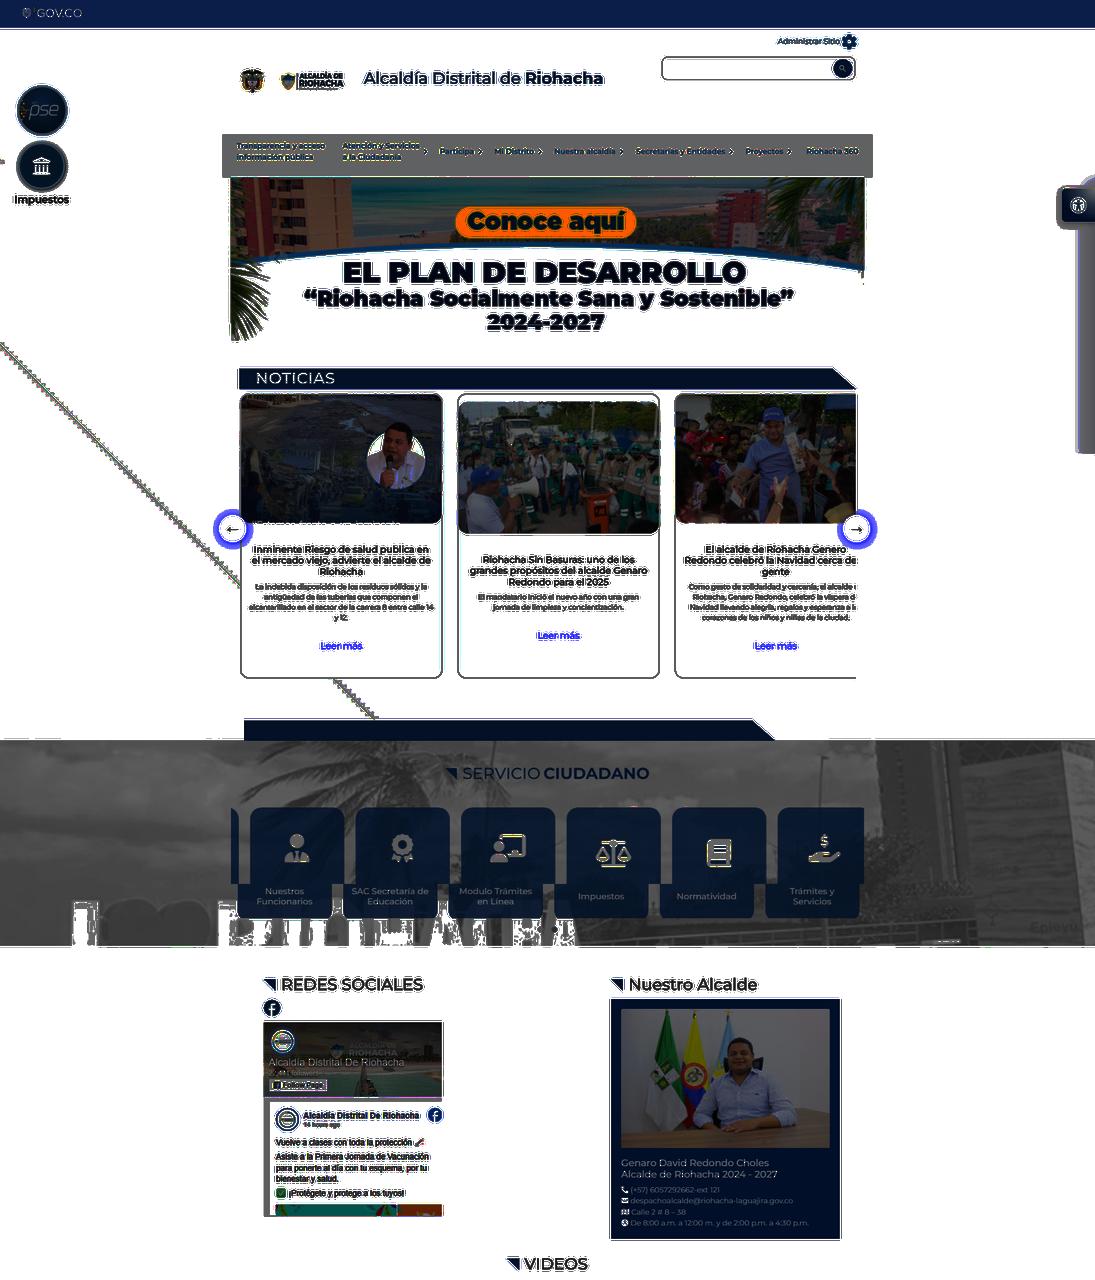 GOV.CO
Administrar Sitio
ALCALDÍA DE
RIOHACHA
Alcaldía Distrital de Riohacha
pse
Impuestos
Transparencia y acceso
información pública
Atención y Servicios
a la Ciudadanía
Participa
Mi Distrito
Nuestra alcaldía
Secretarías y Entidades
Proyectos
Riohacha 360
Conoce aquí
EL PLAN DE DESARROLLO
“Riohacha Socialmente Sana y Sostenible”
2024-2027
NOTICIAS
Inminente Riesgo de salud publica en
el mercado viejo, advierte el alcalde de
Riohacha
La indebida disposición de los residuos sólidos y la
antigüedad de las tuberías que componen el
alcantarillado en el sector de la carrera 8 entre calle 14
y 12.
Leer más
Riohacha Sin Basuras: uno de los
grandes propósitos del alcalde Genaro
Redondo para el 2025
El mandatario inició el nuevo año con una gran
jornada de limpieza y concientización.
Leer más
El alcalde de Riohacha Genero
Redondo celebró la Navidad cerca de
gente
Como gesto de solidaridad y cercanía, el alcalde
Riohacha, Genaro Redondo, celebró la víspera d
Navidad llevando alegría, regalos y esperanza a l
corazones de los niños y niñas de la ciudad.
Leer más
SERVICIO CIUDADANO
Nuestros
Funcionarios
SAC Secretaría de
Educación
Modulo Trámites
en Línea
Impuestos
Normatividad
Trámites y
Servicios
REDES SOCIALES
Alcaldía Distrital De Riohacha
Follow Page
Alcaldía Distrital De Riohacha
14 hours ago
Vuelve a clases con toda la protección
Asiste a la Primera Jornada de Vacunación
para ponerte al día con tu esquema, por tu
bienestar y salud.
¡Protégete y protege a los tuyos!
Nuestro Alcalde
Genaro David Redondo Choles
Alcalde de Riohacha 2024 - 2027
(+57) 6057292662-ext 121
despachoalcalde@riohacha-laguajira.gov.co
Calle 2 # 8 – 38
De 8:00 a.m. a 12:00 m. y de 2:00 p.m. a 4:30 p.m.
VIDEOS